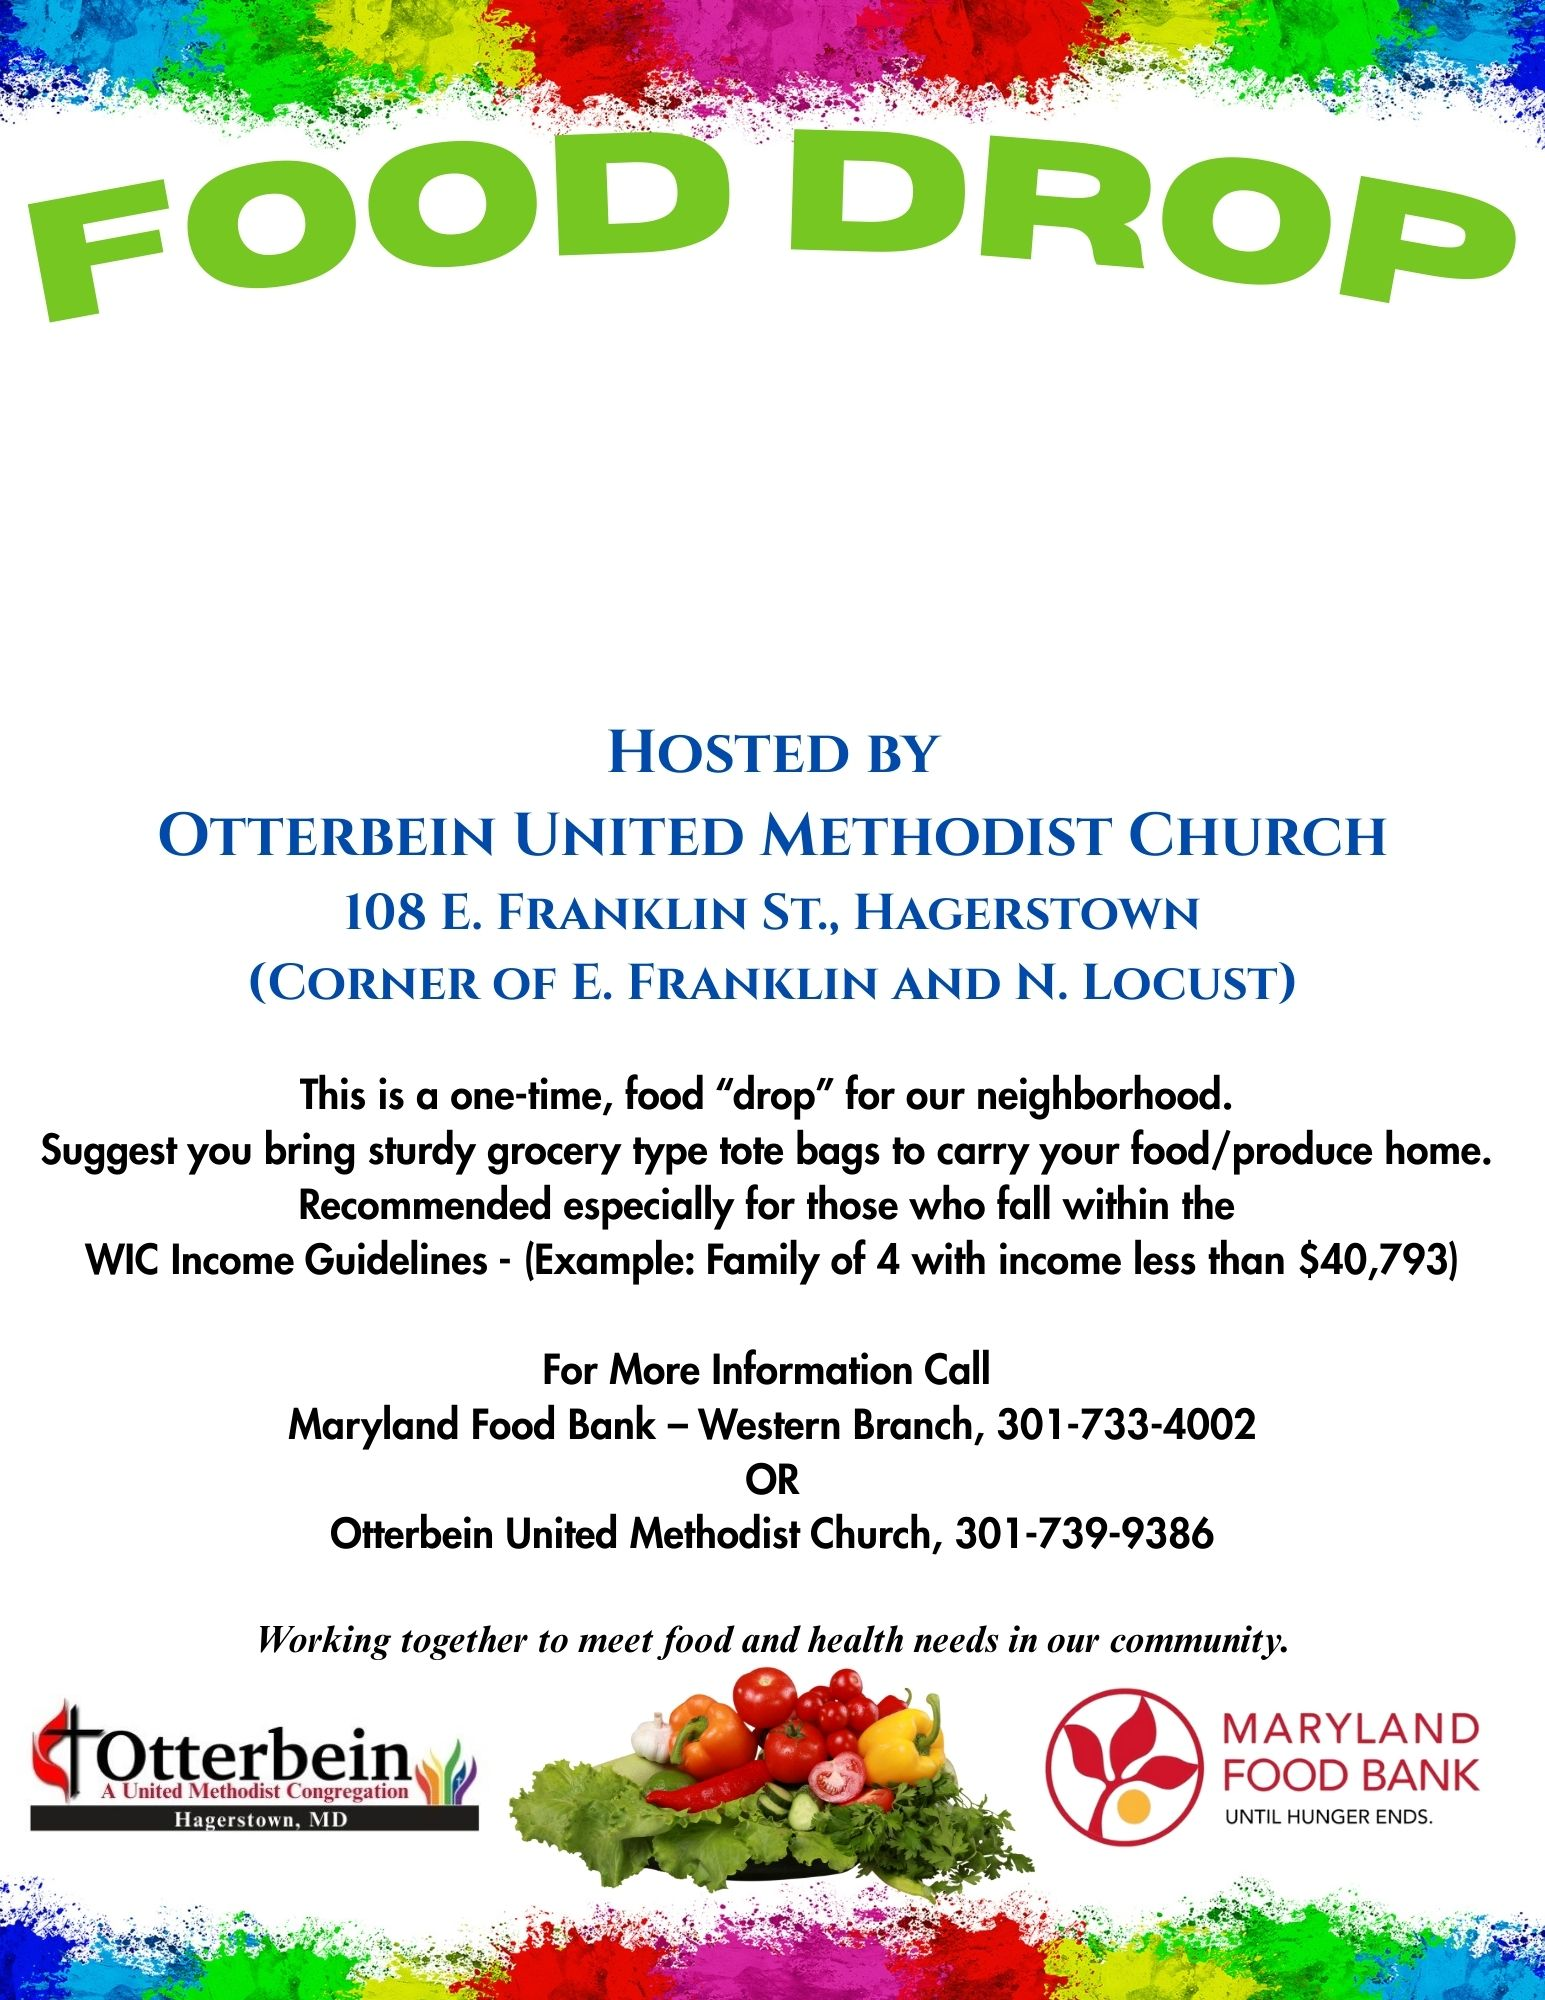 FOOD DROP
Hosted by
Otterbein United Methodist Church
108 E. Franklin St., Hagerstown
(Corner of E. Franklin and N. Locust)
This is a one-time, food “drop” for our neighborhood.
Suggest you bring sturdy grocery type tote bags to carry your food/produce home.
Recommended especially for those who fall within the
WIC Income Guidelines - (Example: Family of 4 with income less than $40,793)
For More Information Call
Maryland Food Bank – Western Branch, 301-733-4002
OR
Otterbein United Methodist Church, 301-739-9386
Working together to meet food and health needs in our community.
Otterbein
A United Methodist Congregation
Hagerstown, MD
MARYLAND
FOOD BANK
UNTIL HUNGER ENDS.